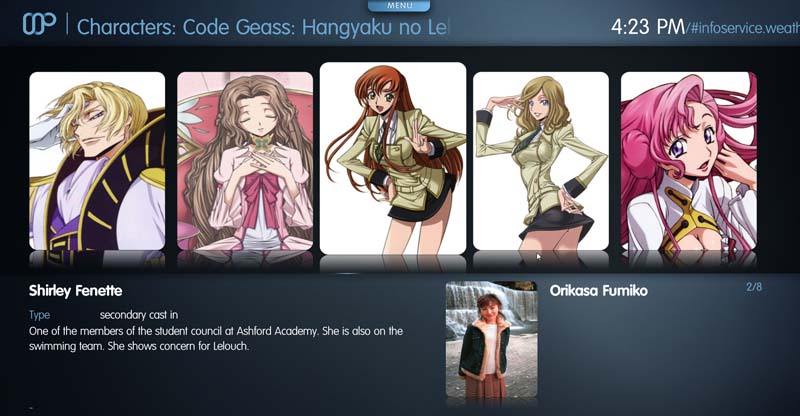 MENU
Characters: Code Geass: Hangyaku no Lel
4:23 PM/#infoservice.weath
Shirley Fenette
Type secondary cast in
One of the members of the student council at Ashford Academy. She is also on the
swimming team. She shows concern for Lelouch.
Orikasa Fumiko
2/8